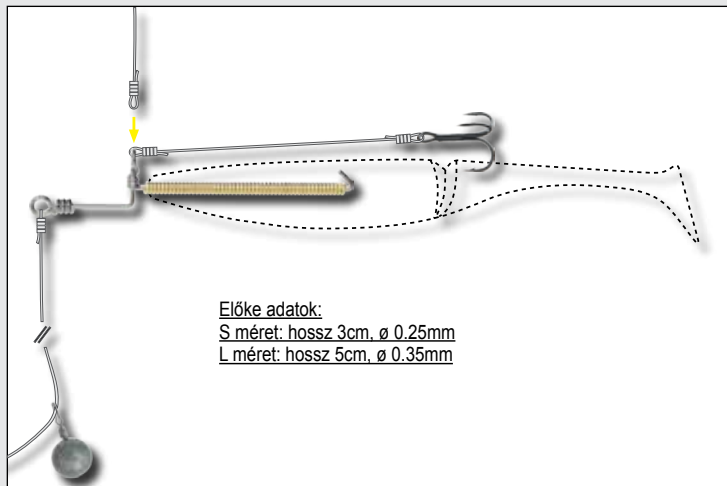 Előke adatok:
S méret: hossz 3cm, ø 0.25mm
L méret: hossz 5cm, ø 0.35mm